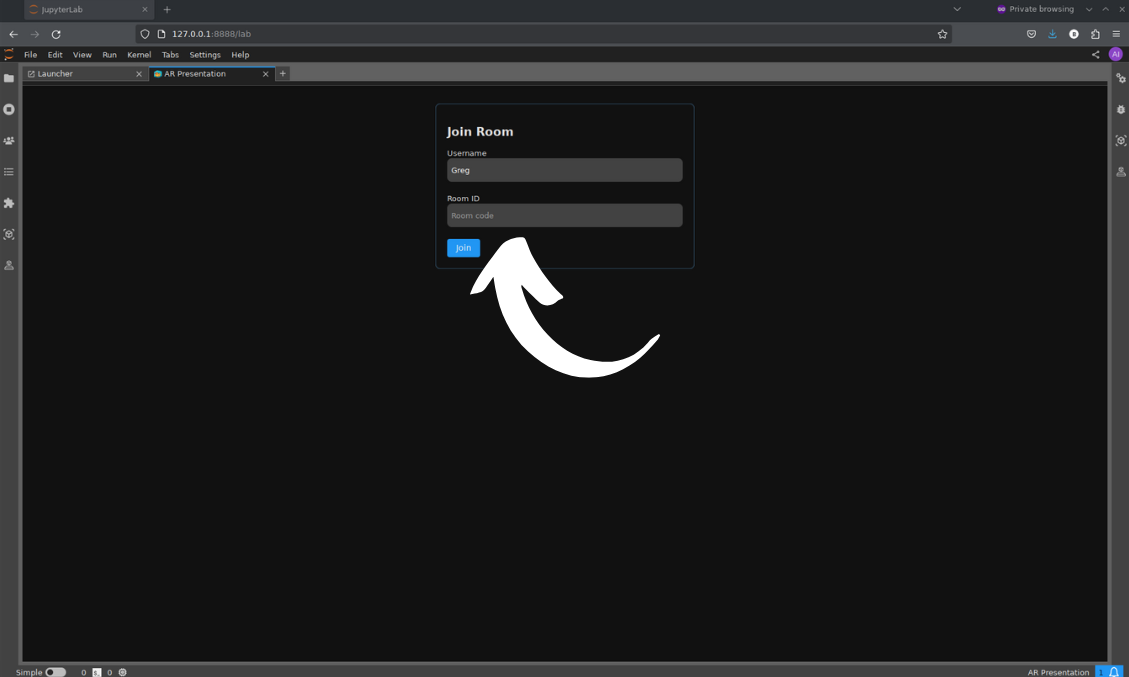 JupyterLab
Private browsing
127.0.0.1:8888/lab
File Edit View Run Kernel Tabs Settings Help
AI
Launcher
AR Presentation
Join Room
Username
Greg
Room ID
Room code
Join
Simple 0 0 AR Presentation 1